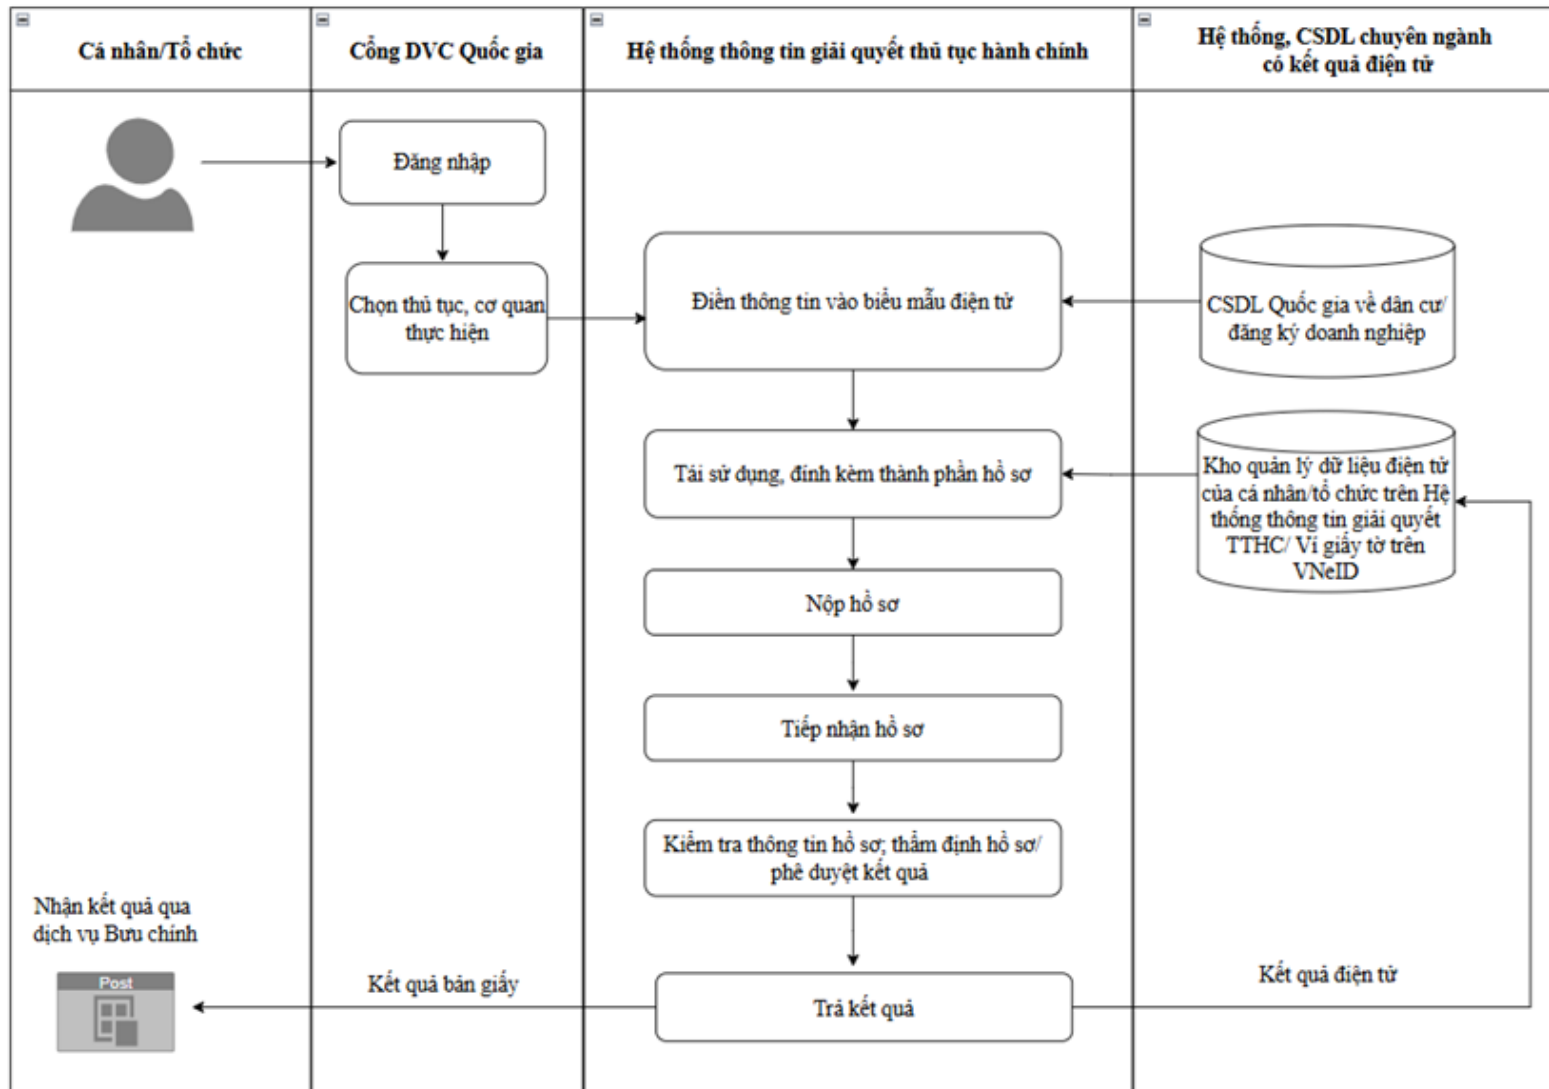 Cá nhân/Tổ chức
Cổng DVC Quốc gia
Hệ thống thông tin giải quyết thủ tục hành chính
Hệ thống, CSDL chuyên ngành
có kết quả điện tử
Đăng nhập
Chọn thủ tục, cơ quan
thực hiện
Điền thông tin vào biểu mẫu điện tử
CSDL Quốc gia về dân cư/
đăng ký doanh nghiệp
Tái sử dụng, đính kèm thành phần hồ sơ
Kho quản lý dữ liệu điện tử
của cá nhân/tổ chức trên Hệ
thống thông tin giải quyết
TTHC/ Ví giấy tờ trên
VNeID
Nộp hồ sơ
Tiếp nhận hồ sơ
Kiểm tra thông tin hồ sơ; thẩm định hồ sơ/
phê duyệt kết quả
Nhận kết quả qua
dịch vụ Bưu chính
Post
Kết quả bản giấy
Trả kết quả
Kết quả điện tử